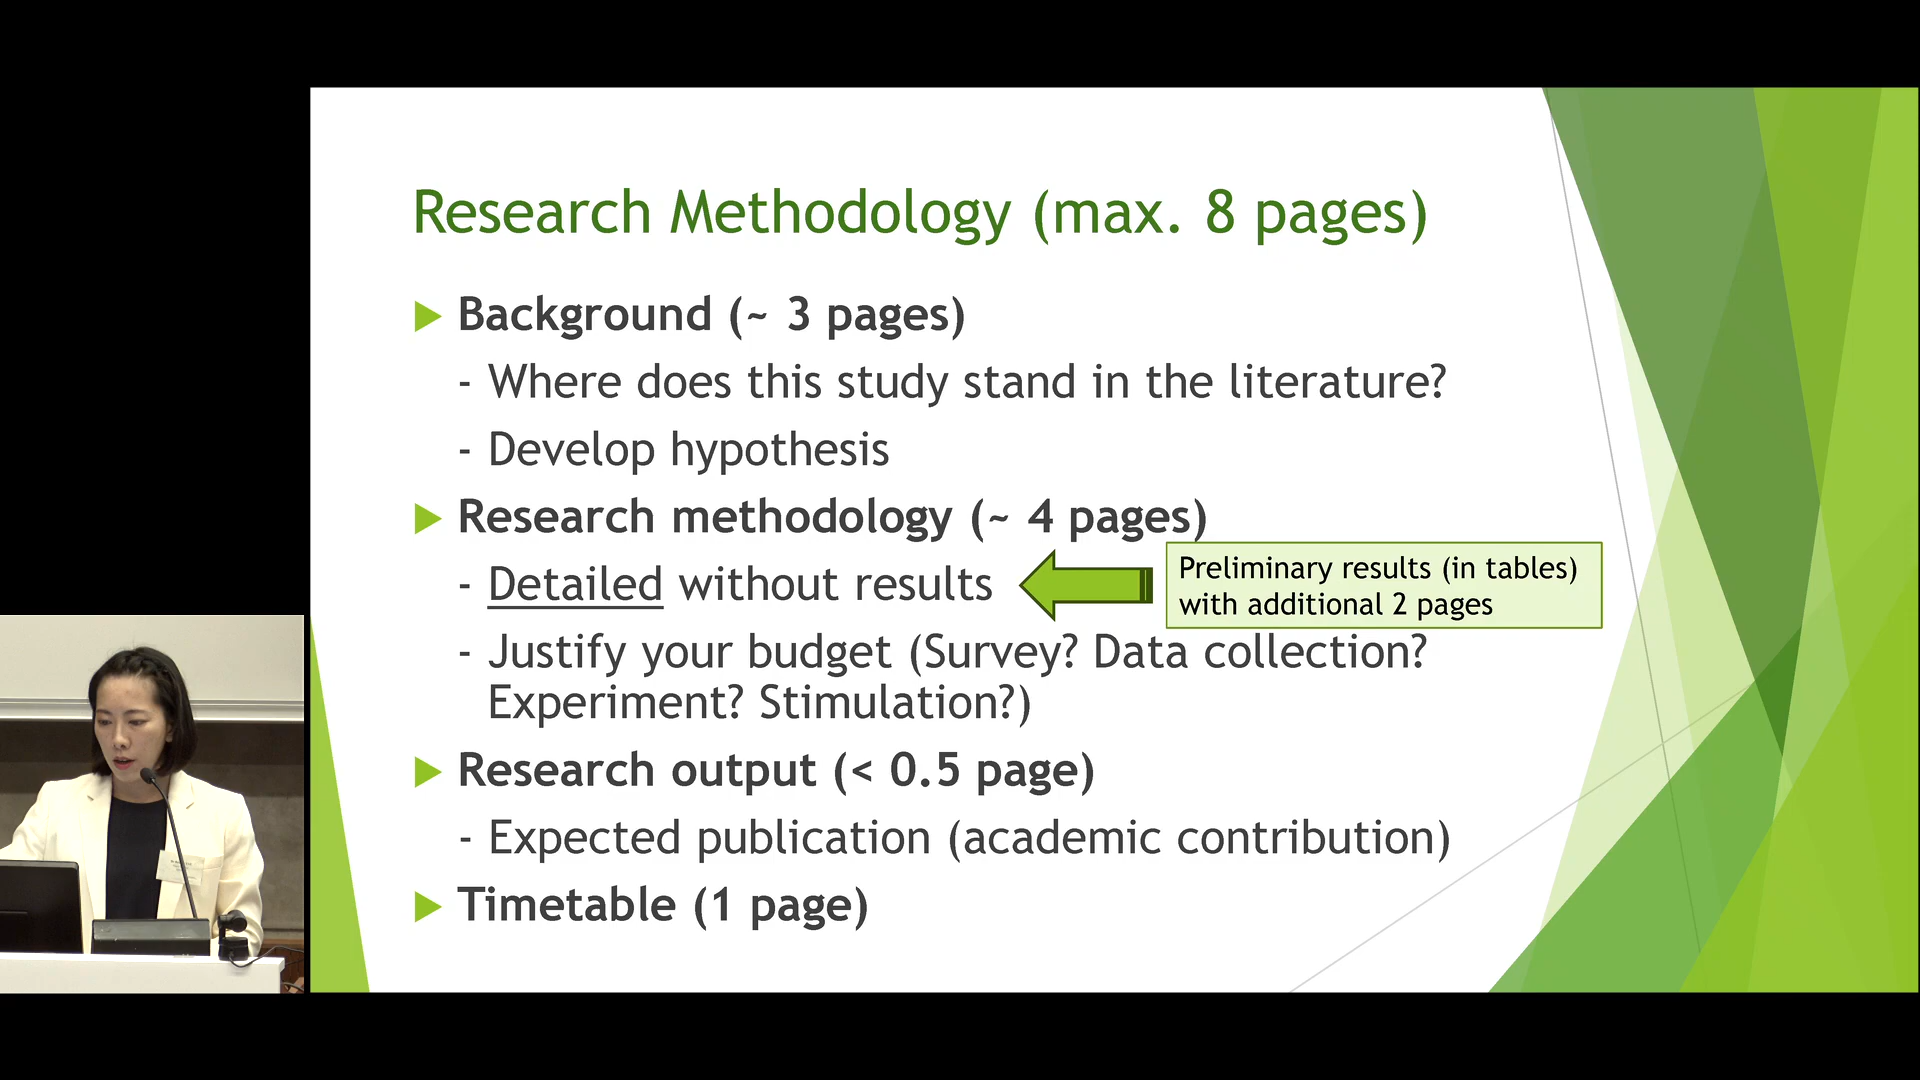 Research Methodology (max. 8 pages)
Background (~ 3 pages)
- Where does this study stand in the literature?
- Develop hypothesis
Research methodology (~ 4 pages)
- Detailed without results
Preliminary results (in tables)
with additional 2 pages
- Justify your budget (Survey? Data collection?
Experiment? Stimulation?)
Research output (< 0.5 page)
- Expected publication (academic contribution)
Timetable (1 page)